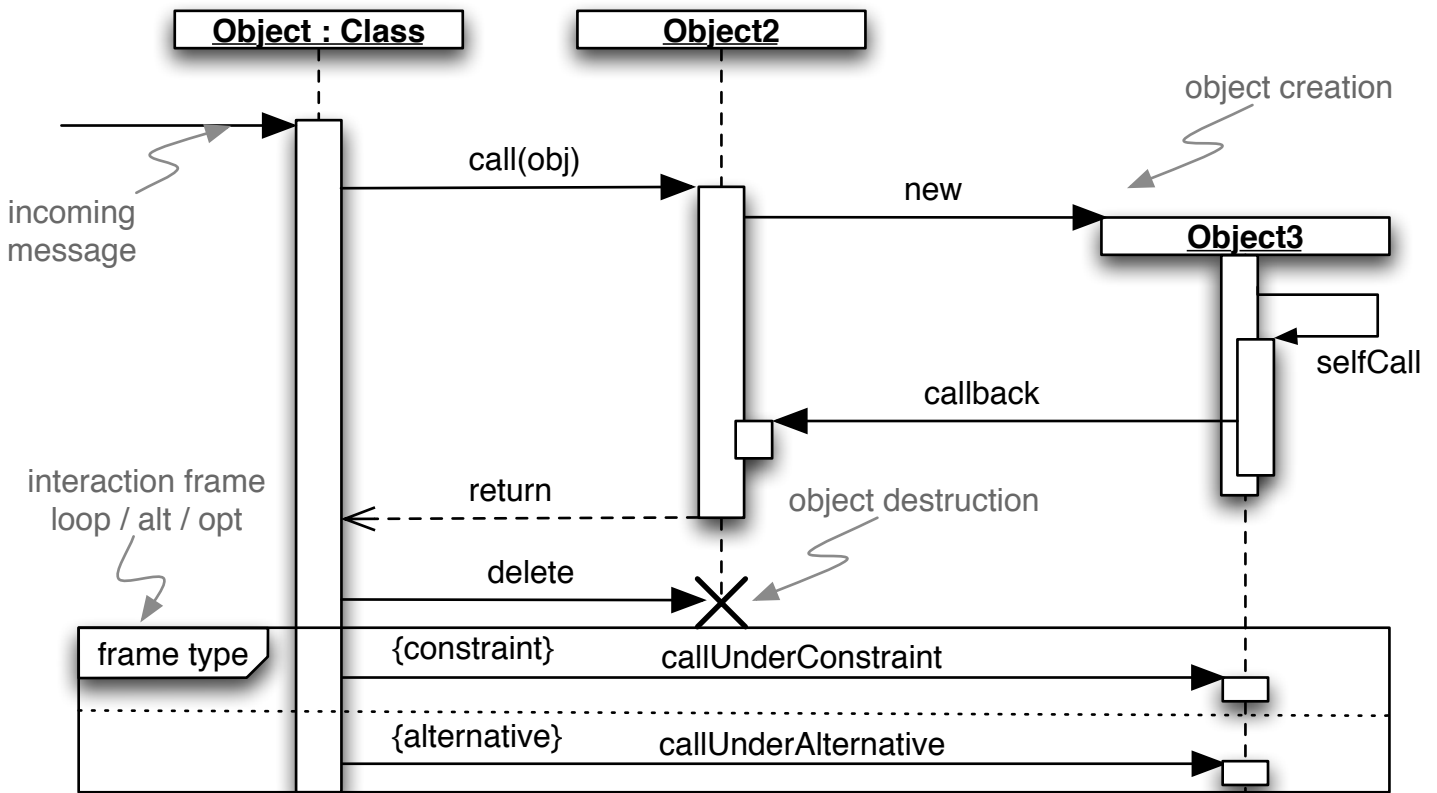 Object : Class
Object2
object creation
call(obj)
new
incoming
message
Object3
selfCall
callback
interaction frame
loop / alt / opt
return
object destruction
delete
frame type
{constraint}
callUnderConstraint
{alternative}
callUnderAlternative